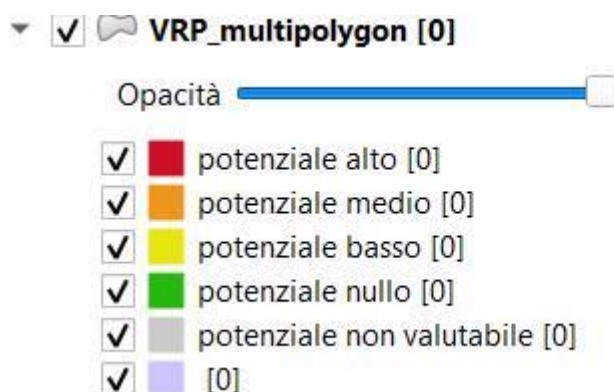 VRP_multipolygon [0]
Opacità
potenziale alto [0]
potenziale medio [0]
potenziale basso [0]
potenziale nullo [0]
potenziale non valutabile [0]
[0]